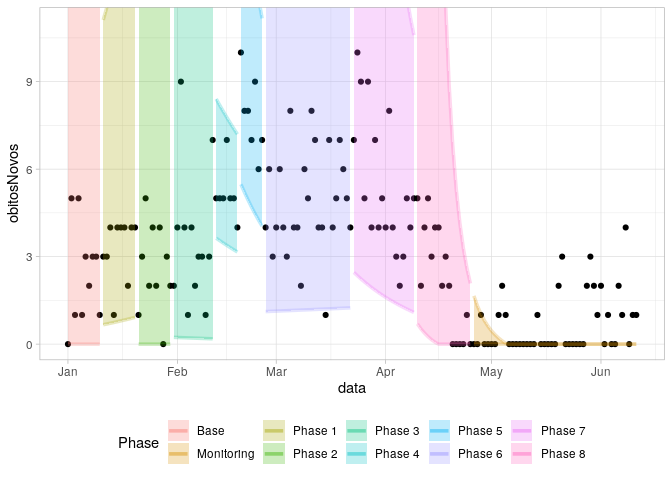 9
6
3
0
obitosNovos
Jan Feb Mar Apr May Jun
data
Phase
Base Phase 1 Phase 3 Phase 5 Phase 7
Monitoring Phase 2 Phase 4 Phase 6 Phase 8